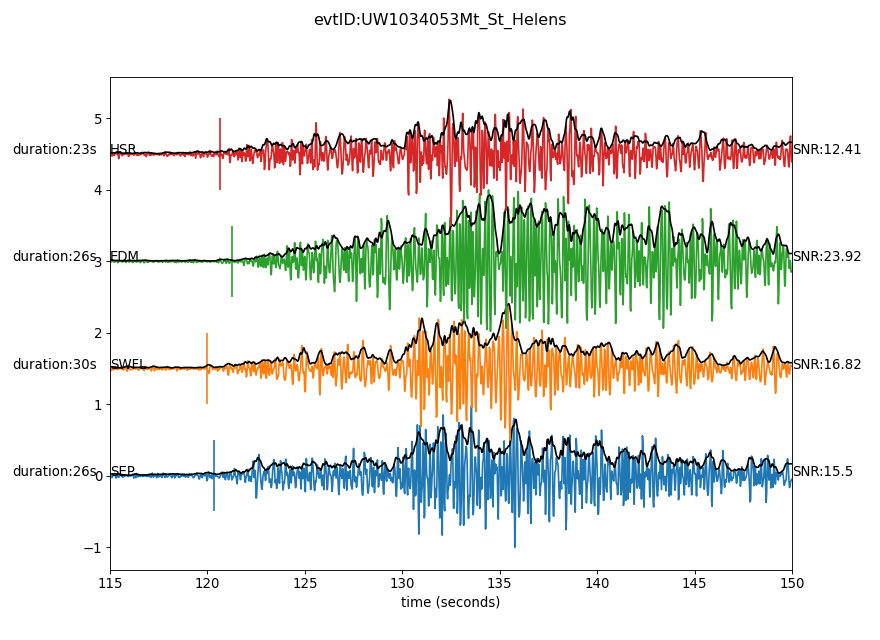 evtID:UW1034053Mt_St_Helens
5
duration:23s HSR SNR:12.41
4
duration:26s EDM SNR:23.92
3
2
duration:30s SWFL SNR:16.82
1
duration:26s SEP SNR:15.5
0
−1
115 120 125 130 135 140 145 150
time (seconds)